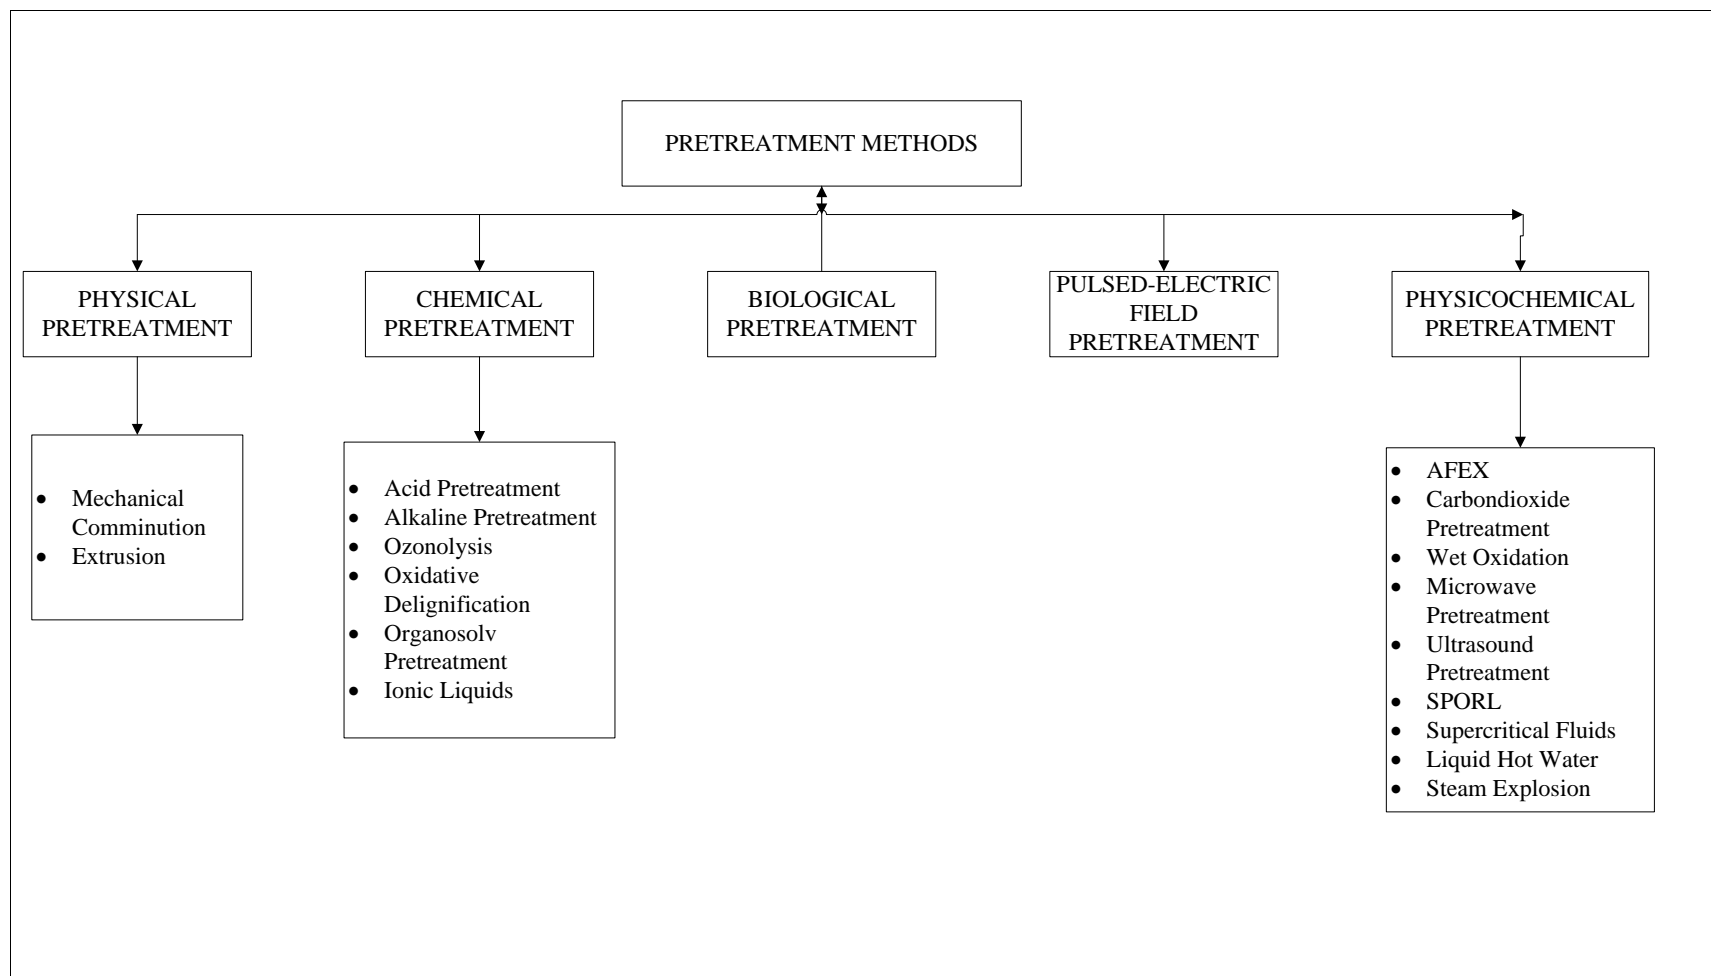 PRETREATMENT METHODS
PHYSICAL
PRETREATMENT
CHEMICAL
PRETREATMENT
BIOLOGICAL
PRETREATMENT
PULSED-ELECTRIC
FIELD
PRETREATMENT
PHYSICOCHEMICAL
PRETREATMENT
• Mechanical
Comminution
• Extrusion
• Acid Pretreatment
• Alkaline Pretreatment
• Ozonolysis
• Oxidative
Delignification
• Organosolv
Pretreatment
• Ionic Liquids
• AFEX
• Carbondioxide
Pretreatment
• Wet Oxidation
• Microwave
Pretreatment
• Ultrasound
Pretreatment
• SPORL
• Supercritical Fluids
• Liquid Hot Water
• Steam Explosion